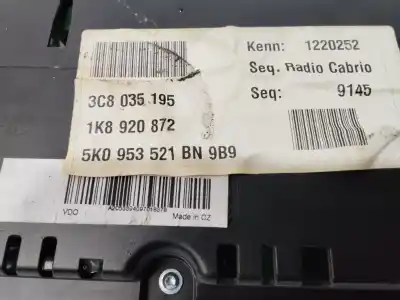 Kenn: 1220252
Seq. Radio Cabrio
Seq: 9145
3C8 035 195
1K8 920 872
5K0 953 521 BN 9B9
VDO
Made in CZ